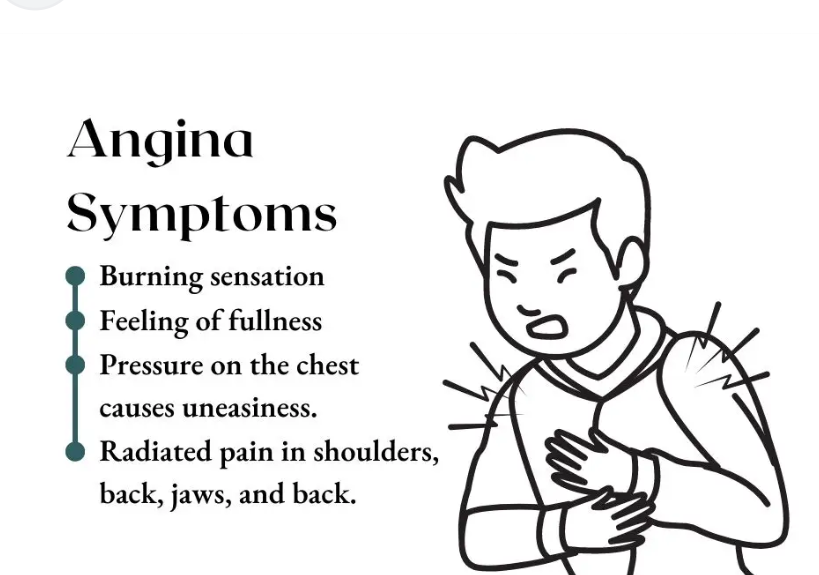 Angina
Symptoms
Burning sensation
Feeling of fullness
Pressure on the chest
causes uneasiness.
Radiated pain in shoulders,
back, jaws, and back.